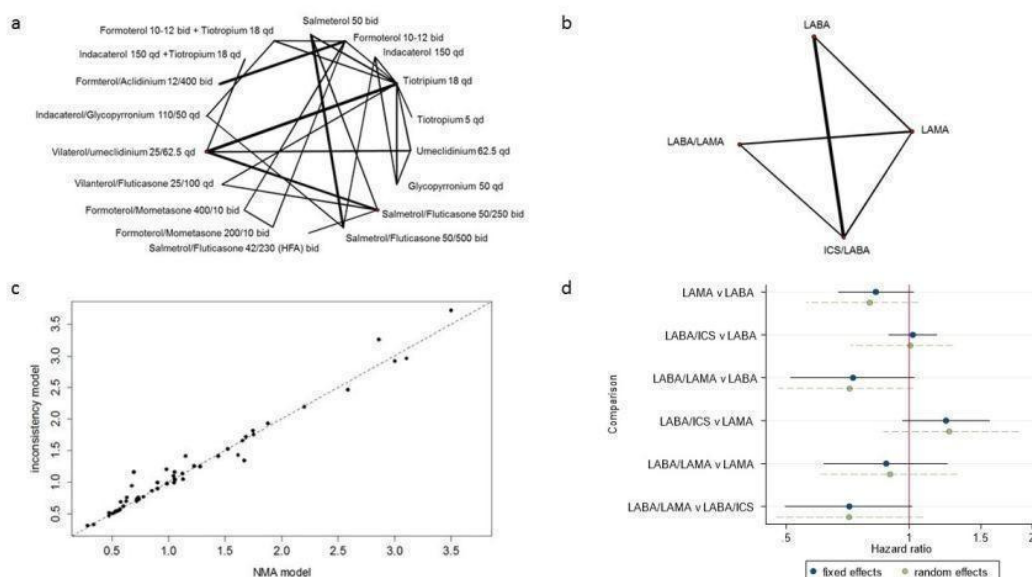 a
Salmeterol 50 bid
Formoterol 10-12 bid + Tiotropium 18 qd
Formoterol 10-12 bid
Indacaterol 150 qd +Tiotropium 18 qd
Indacaterol 150 qd
Formterol/Aclidinium 12/400 bid
Tiotripium 18 qd
Indacaterol/Glycopyrronium 110/50 qd
Tiotropium 5 qd
Vilaterol/umeclidinium 25/62.5 qd
Umeclidinium 62.5 qd
Vilanterol/Fluticasone 25/100 qd
Glycopyrronium 50 qd
Formoterol/Mometasone 400/10 bid
Salmetrol/Fluticasone 50/250 bid
Formoterol/Mometasone 200/10 bid
Salmetrol/Fluticasone 50/500 bid
Salmetrol/Fluticasone 42/230 (HFA) bid
b
LABA
LAMA
LABA/LAMA
ICS/LABA
c
inconsistency model
3.5
3.0
2.5
2.0
1.5
1.0
0.5
0.5 1.0 1.5 2.0 2.5 3.0 3.5
NMA model
d
Comparison
LAMA v LABA
LABA/ICS v LABA
LABA/LAMA v LABA
LABA/ICS v LAMA
LABA/LAMA v LAMA
LABA/LAMA v LABA/ICS
.5 1 1.5 2
Hazard ratio
fixed effects random effects